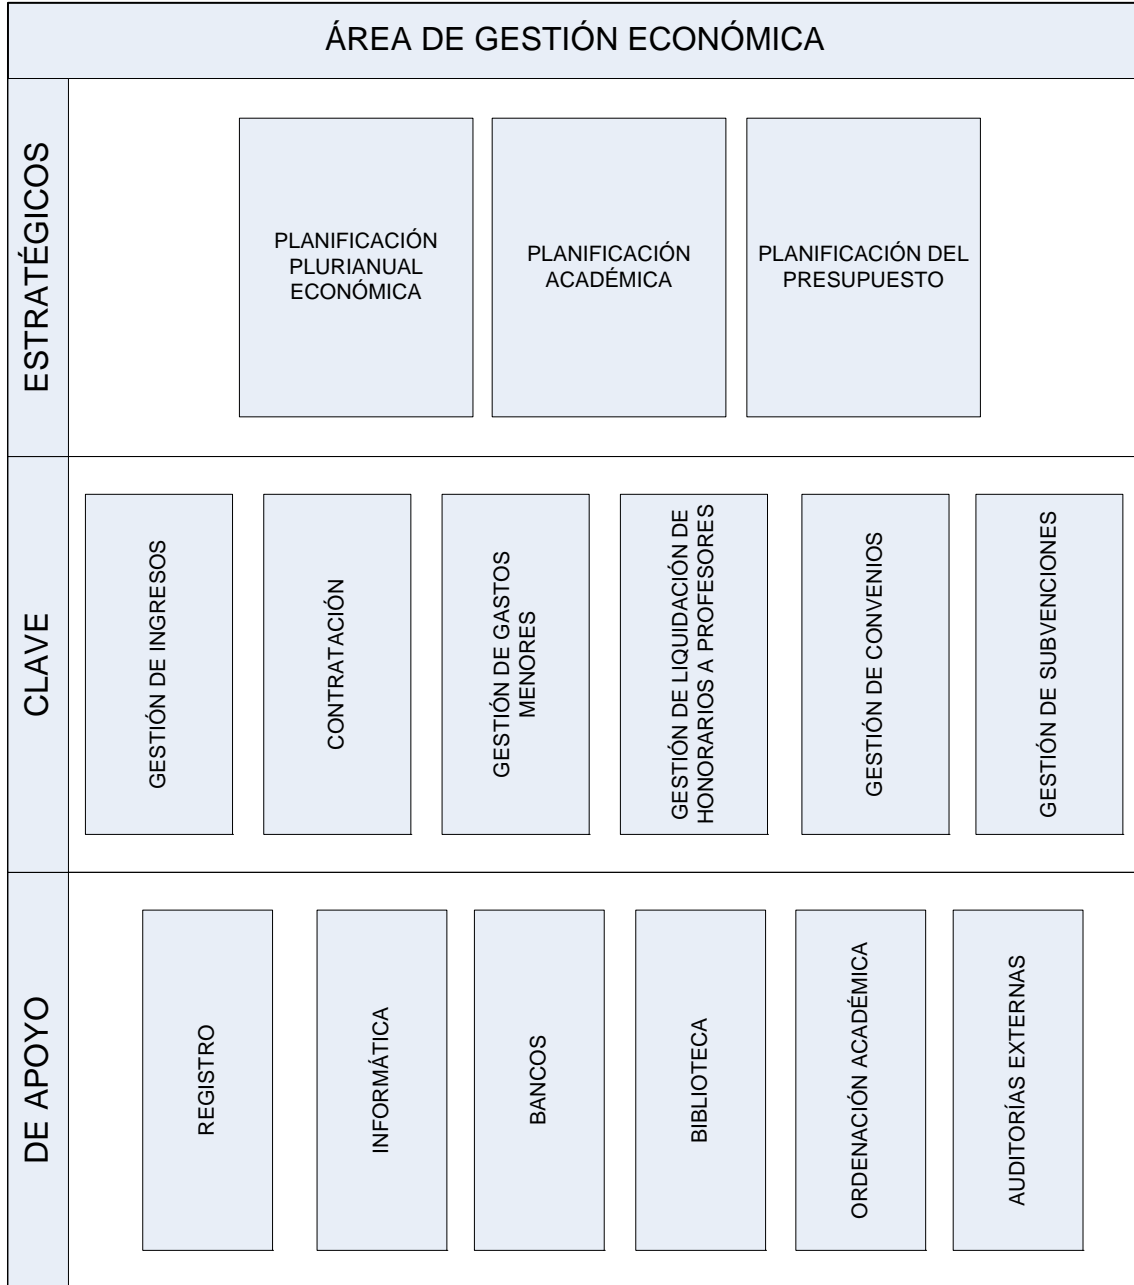 ÁREA DE GESTIÓN ECONÓMICA
ESTRATÉGICOS
PLANIFICACIÓN
PLURIANUAL
ECONÓMICA
PLANIFICACIÓN
ACADÉMICA
PLANIFICACIÓN DEL
PRESUPUESTO
CLAVE
GESTIÓN DE INGRESOS
CONTRATACIÓN
GESTIÓN DE GASTOS
MENORES
GESTIÓN DE LIQUIDACIÓN DE
HONORARIOS A PROFESORES
GESTIÓN DE CONVENIOS
GESTIÓN DE SUBVENCIONES
DE APOYO
REGISTRO
INFORMÁTICA
BANCOS
BIBLIOTECA
ORDENACIÓN ACADÉMICA
AUDITORÍAS EXTERNAS